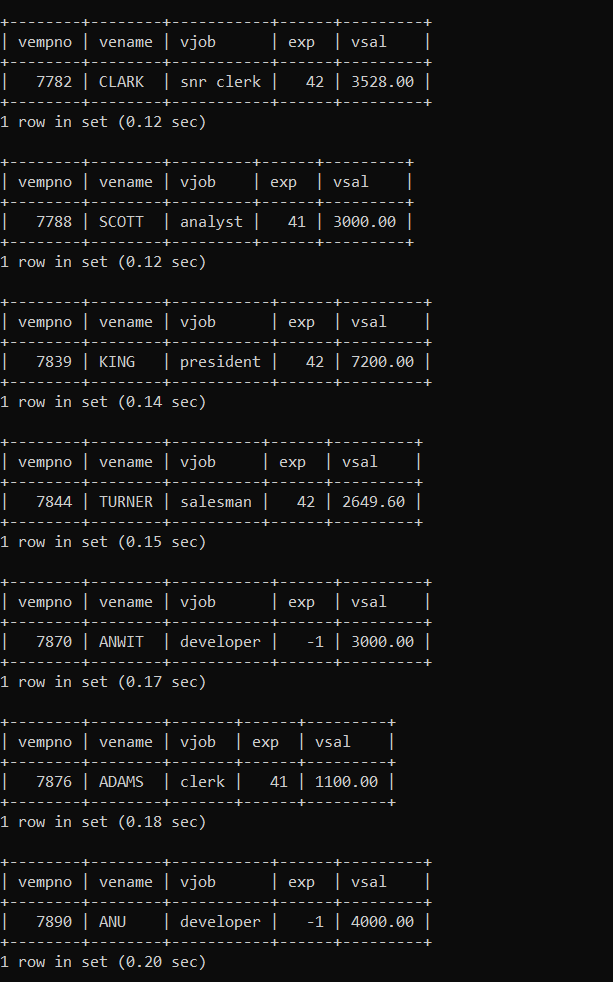 +--------+---------+-----------+------+---------+
| vempno | vename | vjob      | exp  | vsal    |
+--------+---------+-----------+------+---------+
|   7782 | CLARK  | snr clerk |   42 | 3528.00 |
+--------+---------+-----------+------+---------+
1 row in set (0.12 sec)

+--------+--------+---------+------+---------+
| vempno | vename | vjob    | exp  | vsal    |
+--------+--------+---------+------+---------+
|   7788 | SCOTT  | analyst |   41 | 3000.00 |
+--------+--------+---------+------+---------+
1 row in set (0.12 sec)

+--------+--------+-----------+------+---------+
| vempno | vename | vjob      | exp  | vsal    |
+--------+--------+-----------+------+---------+
|   7839 | KING   | president |   42 | 7200.00 |
+--------+--------+-----------+------+---------+
1 row in set (0.14 sec)

+--------+--------+----------+------+---------+
| vempno | vename | vjob     | exp  | vsal    |
+--------+--------+----------+------+---------+
|   7844 | TURNER | salesman |   42 | 2649.60 |
+--------+--------+----------+------+---------+
1 row in set (0.15 sec)

+--------+--------+-----------+------+---------+
| vempno | vename | vjob      | exp  | vsal    |
+--------+--------+-----------+------+---------+
|   7870 | ANWIT  | developer |   -1 | 3000.00 |
+--------+--------+-----------+------+---------+
1 row in set (0.17 sec)

+--------+--------+-------+------+---------+
| vempno | vename | vjob  | exp  | vsal    |
+--------+--------+-------+------+---------+
|   7876 | ADAMS  | clerk |   41 | 1100.00 |
+--------+--------+-------+------+---------+
1 row in set (0.18 sec)

+--------+--------+-----------+------+---------+
| vempno | vename | vjob      | exp  | vsal    |
+--------+--------+-----------+------+---------+
|   7890 | ANU    | developer |   -1 | 4000.00 |
+--------+--------+-----------+------+---------+
1 row in set (0.20 sec)